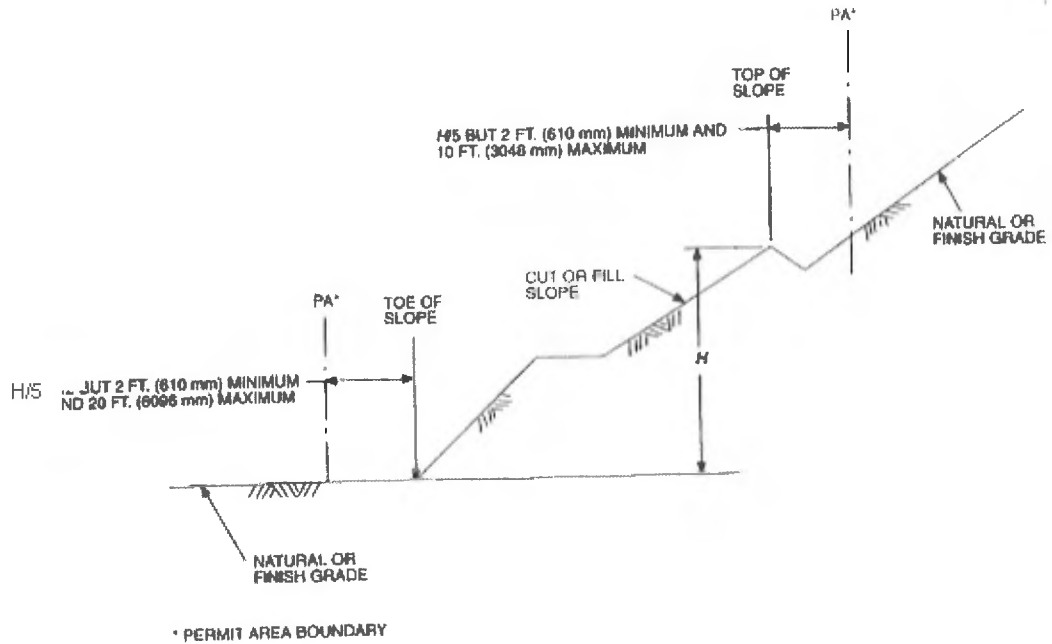 PA*
TOP OF
SLOPE
H/5 BUT 2 FT. (610 mm) MINIMUM AND
10 FT. (3048 mm) MAXIMUM
NATURAL OR
FINISH GRADE
CUT OR FILL
SLOPE
PA*
TOE OF
SLOPE
H
H/5 UT 2 FT. (610 mm) MINIMUM
ND 20 FT. (6096 mm) MAXIMUM
NATURAL OR
FINISH GRADE
* PERMIT AREA BOUNDARY